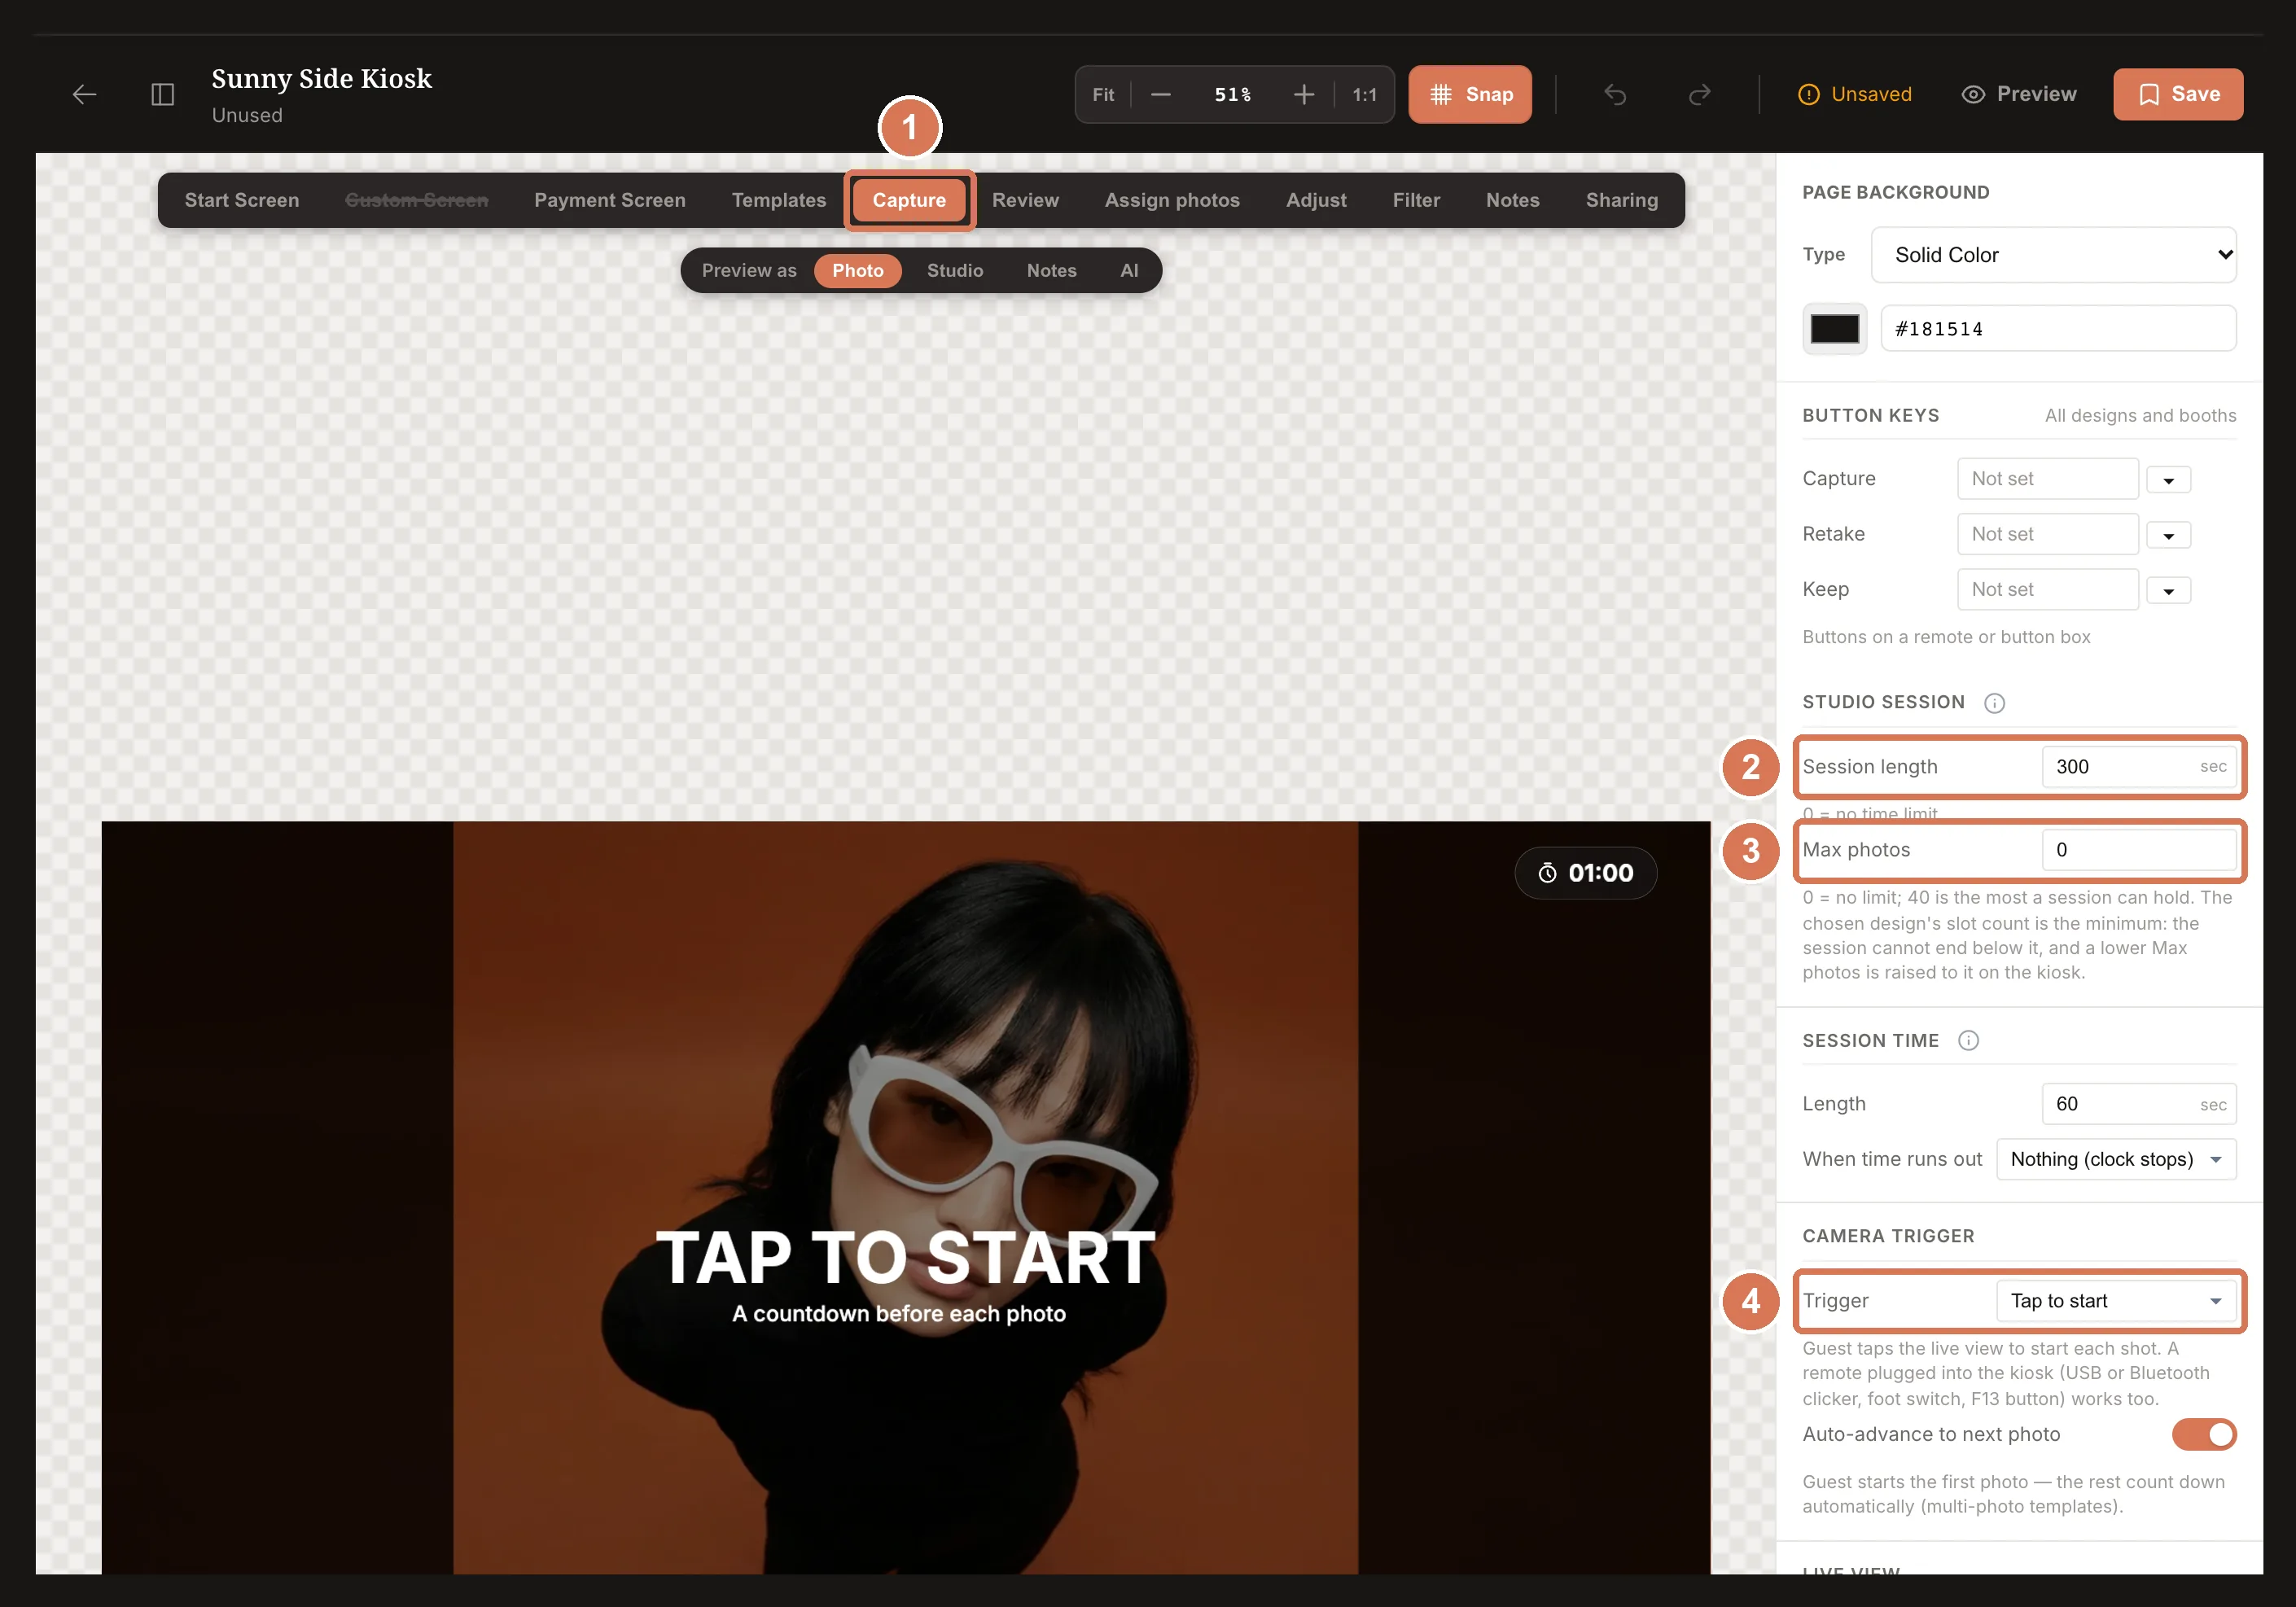 Sunny Side Kiosk
Unused
Fit
51%
1:1
Snap
Unsaved
Preview
Save
1
Start Screen
Custom Screen
Payment Screen
Templates
Capture
Review
Assign photos
Adjust
Filter
Notes
Sharing
Preview as
Photo
Studio
Notes
AI
01:00
TAP TO START
A countdown before each photo
PAGE BACKGROUND
Type
Solid Color
#181514
BUTTON KEYS
All designs and booths
Capture
Not set
Retake
Not set
Keep
Not set
Buttons on a remote or button box
STUDIO SESSION
2
Session length
300
sec
0 = no time limit
3
Max photos
0
0 = no limit; 40 is the most a session can hold. The
chosen design's slot count is the minimum: the
session cannot end below it, and a lower Max
photos is raised to it on the kiosk.
SESSION TIME
Length
60
sec
When time runs out
Nothing (clock stops)
CAMERA TRIGGER
4
Trigger
Tap to start
Guest taps the live view to start each shot. A
remote plugged into the kiosk (USB or Bluetooth
clicker, foot switch, F13 button) works too.
Auto-advance to next photo
Guest starts the first photo — the rest count down
automatically (multi-photo templates).
LIVE VIEW